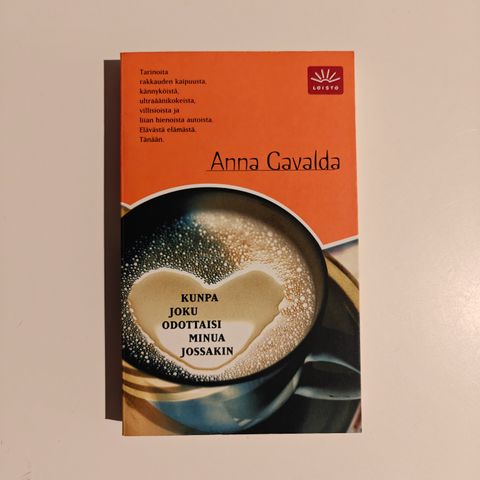 Tarinoita
rakkauden kaipuusta,
kännyköistä,
ultraäänikokeista,
villisioista ja
liian hienoista autoista.
Elävästä elämästä.
Tänään.
LOISTO
Anna Gavalda
KUNPA
JOKU
ODOTTAISI
MINUA
JOSSAKIN